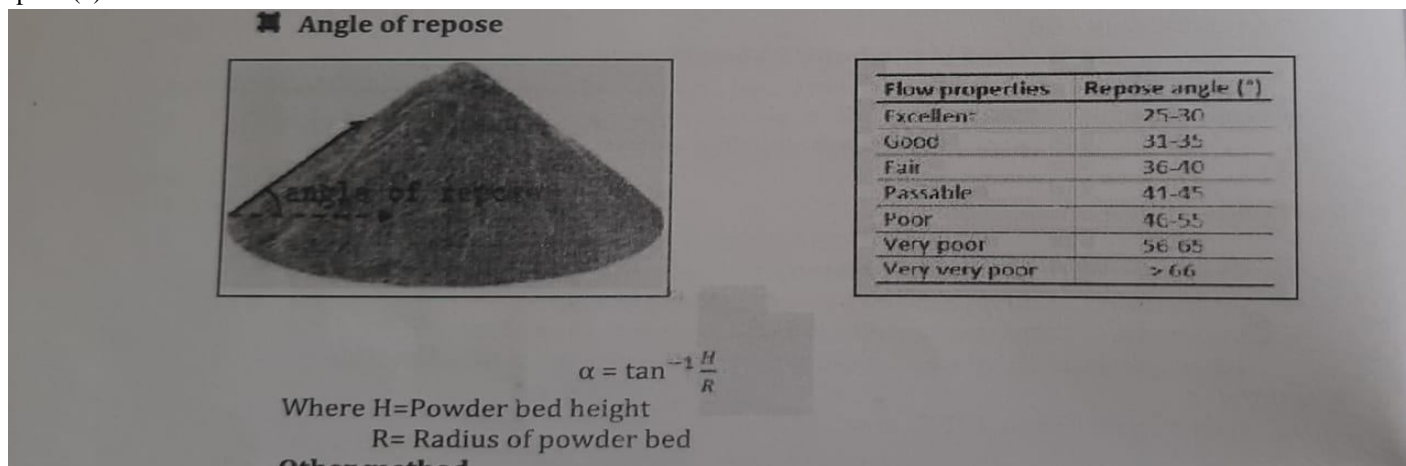 Angle of repose
angle of repose
Flow properties Repose angle (°)
Excellent 25-30
Good 31-35
Fair 36-40
Passable 41-45
Poor 46-55
Very poor 56-65
Very very poor > 66
α = tan⁻¹ H/R
Where H=Powder bed height
R= Radius of powder bed
Other method